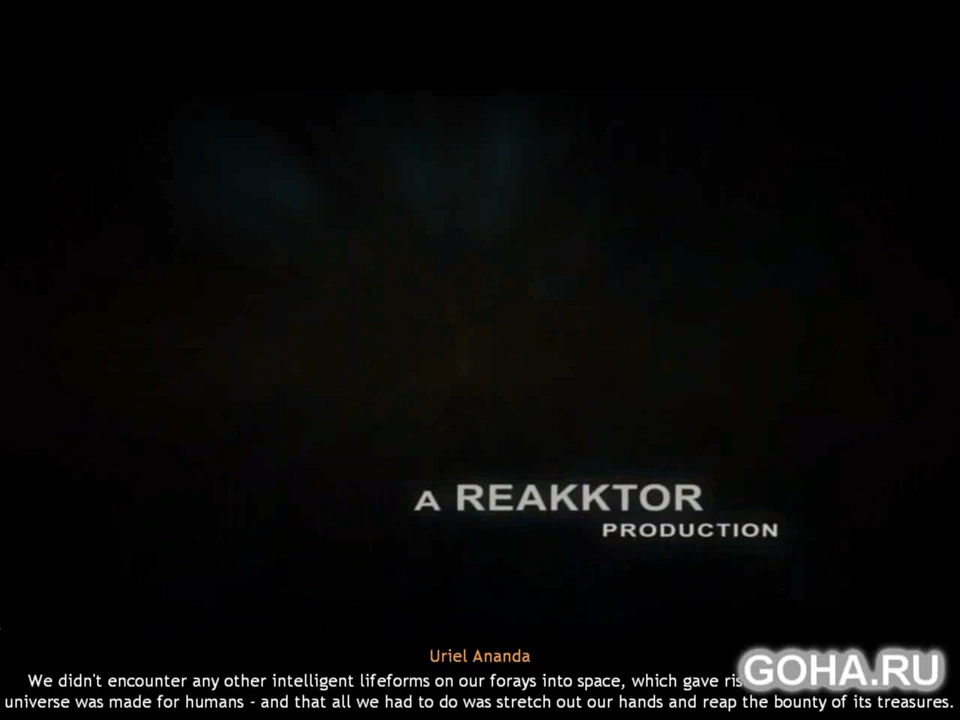 A REAKKTOR
PRODUCTION
Uriel Ananda
We didn't encounter any other intelligent lifeforms on our forays into space, which gave
universe was made for humans - and that all we had to do was stretch out our hands and reap the bounty of its treasures.
GOHA.RU